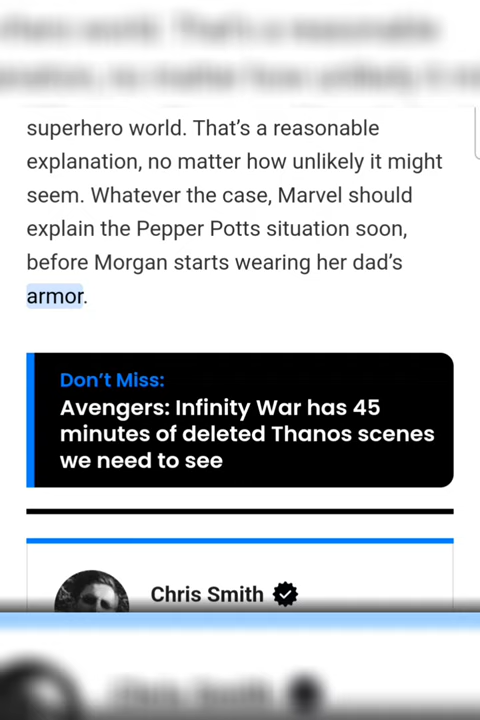 superhero world. That’s a reasonable
explanation, no matter how unlikely it might
seem. Whatever the case, Marvel should
explain the Pepper Potts situation soon,
before Morgan starts wearing her dad’s
armor.
Don’t Miss:
Avengers: Infinity War has 45
minutes of deleted Thanos scenes
we need to see
Chris Smith